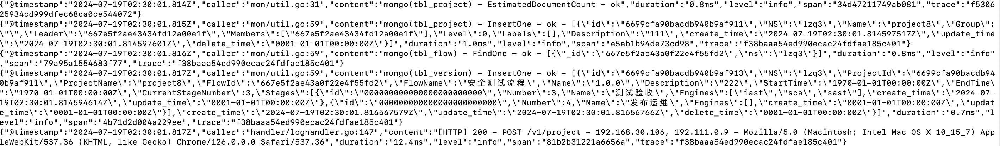 {"@timestamp":"2024-07-19T02:30:01.814Z","caller":"mon/util.go:31","content":"mongo(tbl_project) - EstimatedDocumentCount - ok","duration":"0.8ms","level":"info","span":"34d47211749ab081","trace":"f5306
25934cd999dfec68ca0ce544072"}
{"@timestamp":"2024-07-19T02:30:01.815Z","caller":"mon/util.go:59","content":"mongo(tbl_project) - InsertOne - ok - [{\"id\":\"6699cfa90bacdb940b9af911\",\"NS\":\"lzq3\",\"Name\":\"project8\",\"Group\":
\"\",\"Leader\":\"667e5f2ae43434fd12a00e1f\",\"Members\":[\"667e5f2ae43434fd12a00e1f\"],\"Level\":0,\"Labels\":[],\"Description\":\"111\",\"create_time\":\"2024-07-19T02:30:01.814597517Z\",\"update_time
\":\"2024-07-19T02:30:01.814597601Z\",\"delete_time\":\"0001-01-01T00:00:00Z\"}]","duration":"1.0ms","level":"info","span":"e5eb1b94de73cd98","trace":"f38baaa54ed990ecac24fdfae185c401"}
{"@timestamp":"2024-07-19T02:30:01.816Z","caller":"mon/util.go:59","content":"mongo(tbl_flow) - FindOne - ok - [{\"_id\":\"667e5f2ae43a0f22e4f55fd2\",\"ns\":\"lzq3\"}]","duration":"0.8ms","level":"info"
,"span":"79a95a1554683f77","trace":"f38baaa54ed990ecac24fdfae185c401"}
{"@timestamp":"2024-07-19T02:30:01.817Z","caller":"mon/util.go:59","content":"mongo(tbl_version) - InsertOne - ok - [{\"id\":\"6699cfa90bacdb940b9af913\",\"NS\":\"lzq3\",\"ProjectId\":\"6699cfa90bacdb94
0b9af911\",\"ProjectName\":\"project8\",\"FlowId\":\"667e5f2ae43a0f22e4f55fd2\",\"FlowName\":\"安全测试流程\",\"Name\":\"1.0.0\",\"Description\":\"222\",\"StartTime\":\"1970-01-01T00:00:00Z\",\"EndTime\
":\"1970-01-01T00:00:00Z\",\"CurrentStageNumber\":3,\"Stages\":[{\"id\":\"000000000000000000000000\",\"Number\":3,\"Name\":\"测试验收\",\"Engines\":[\"iast\",\"sca\",\"sast\"],\"create_time\":\"2024-07-
19T02:30:01.814594614Z\",\"update_time\":\"0001-01-01T00:00:00Z\"},{\"id\":\"000000000000000000000000\",\"Number\":4,\"Name\":\"发布运维\",\"Engines\":[],\"create_time\":\"0001-01-01T00:00:00Z\",\"updat
e_time\":\"0001-01-01T00:00:00Z\"}],\"create_time\":\"2024-07-19T02:30:01.816567579Z\",\"update_time\":\"2024-07-19T02:30:01.81656766Z\",\"delete_time\":\"0001-01-01T00:00:00Z\"}]","duration":"0.7ms","l
evel":"info","span":"4b71d2d004a229ee","trace":"f38baaa54ed990ecac24fdfae185c401"}
{"@timestamp":"2024-07-19T02:30:01.817Z","caller":"handler/loghandler.go:147","content":"[HTTP] 200 - POST /v1/project - 192.168.30.106, 192.111.0.9 - Mozilla/5.0 (Macintosh; Intel Mac OS X 10_15_7) App
leWebKit/537.36 (KHTML, like Gecko) Chrome/126.0.0.0 Safari/537.36","duration":"12.4ms","level":"info","span":"81b2b31221a6656a","trace":"f38baaa54ed990ecac24fdfae185c401"}